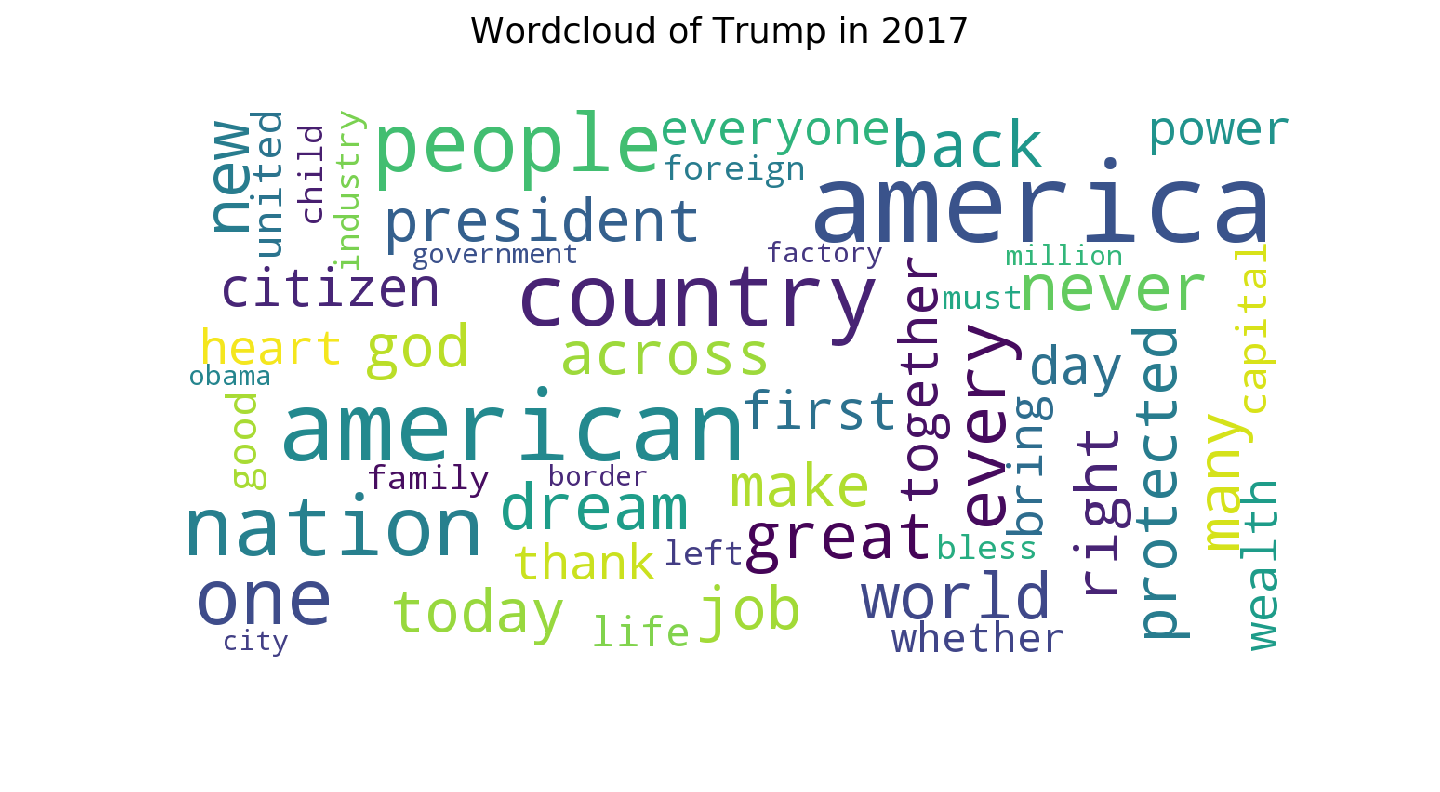 Wordcloud of Trump in 2017
new
united
child
industry
people
everyone
back
power
foreign
america
president
government
factory
million
citizen
country
together
must
never
capital
heart
god
across
every
day
protected
obama
good
american
first
bring
right
many
family
border
make
wealth
nation
dream
great
thank
left
bless
one
today
life
job
world
city
whether